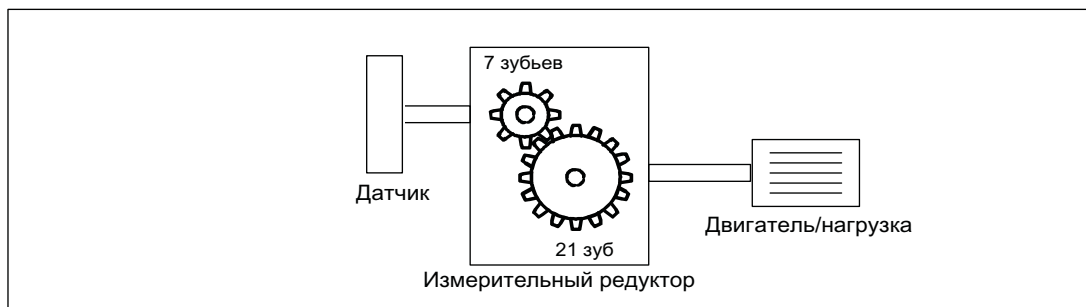 7 зубьев
Датчик
Двигатель/нагрузка
21 зуб
Измерительный редуктор